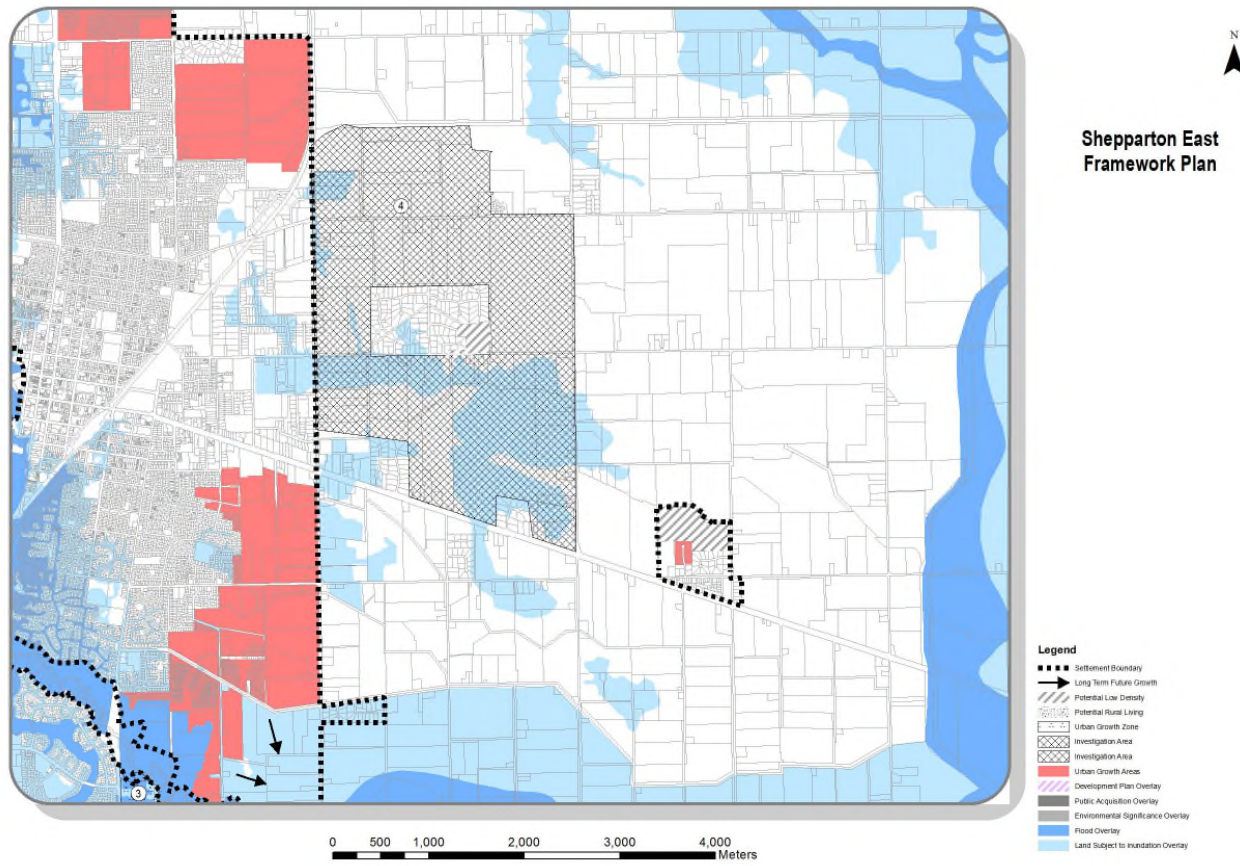 N
Shepparton East
Framework Plan
4
3
Legend
Settlement Boundary
Long Term Future Growth
Potential Low Density
Potential Rural Living
Urban Growth Zone
Investigation Area
Investigation Area
Urban Growth Areas
Development Plan Overlay
Public Acquisition Overlay
Environmental Significance Overlay
Flood Overlay
Land Subject to Inundation Overlay
0 500 1,000 2,000 3,000 4,000
Meters